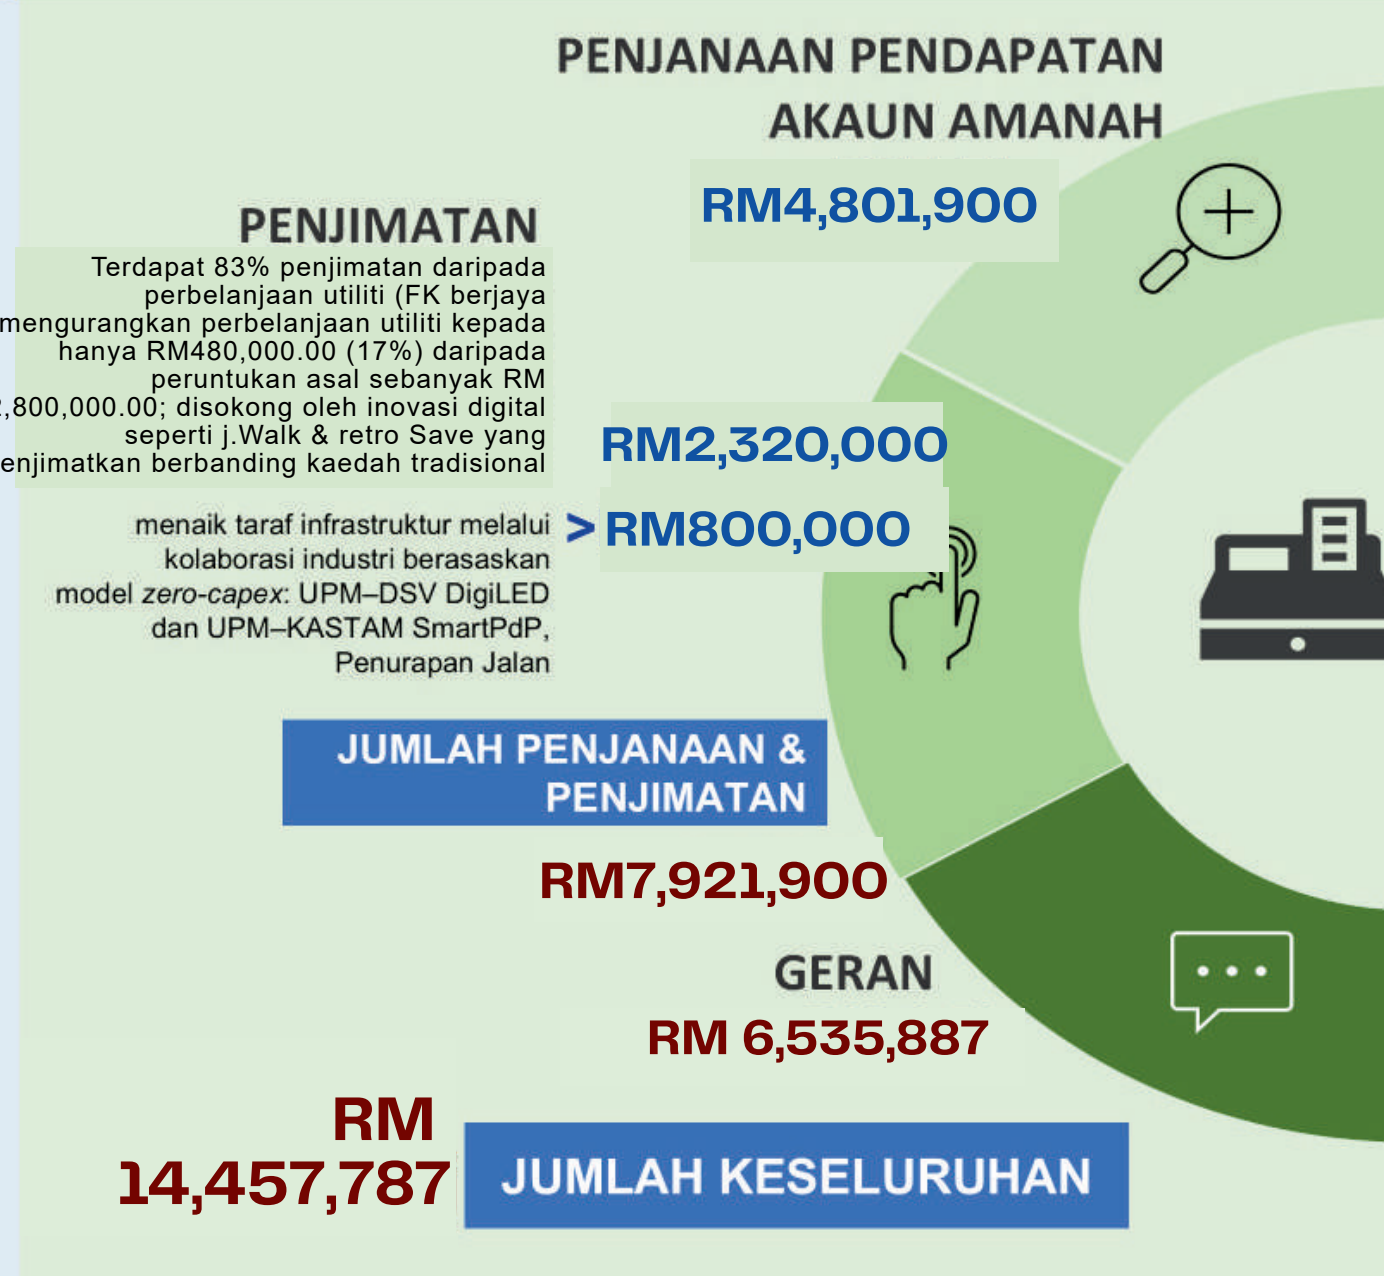 PENJANAAN PENDAPATAN
AKAUN AMANAH
RM4,801,900
PENJIMATAN
Terdapat 83% penjimatan daripada
perbelanjaan utiliti (FK berjaya
mengurangkan perbelanjaan utiliti kepada
hanya RM480,000.00 (17%) daripada
peruntukan asal sebanyak RM
,800,000.00; disokong oleh inovasi digital
seperti j.Walk & retro Save yang
enjimatkan berbanding kaedah tradisional
RM2,320,000
menaik taraf infrastruktur melalui
kolaborasi industri berasaskan
model zero-capex: UPM–DSV DigiLED
dan UPM–KASTAM SmartPdP,
Penurapan Jalan
> RM800,000
JUMLAH PENJANAAN &
PENJIMATAN
RM7,921,900
GERAN
RM 6,535,887
RM
14,457,787
JUMLAH KESELURUHAN